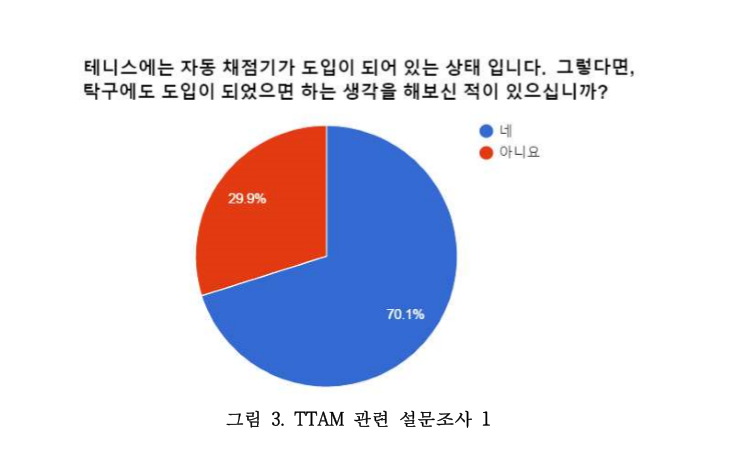 테니스에는 자동 채점기가 도입이 되어 있는 상태 입니다. 그렇다면,
탁구에도 도입이 되었으면 하는 생각을 해보신 적이 있으십니까?
네
아니요
29.9%
70.1%
그림 3. TTAM 관련 설문조사 1